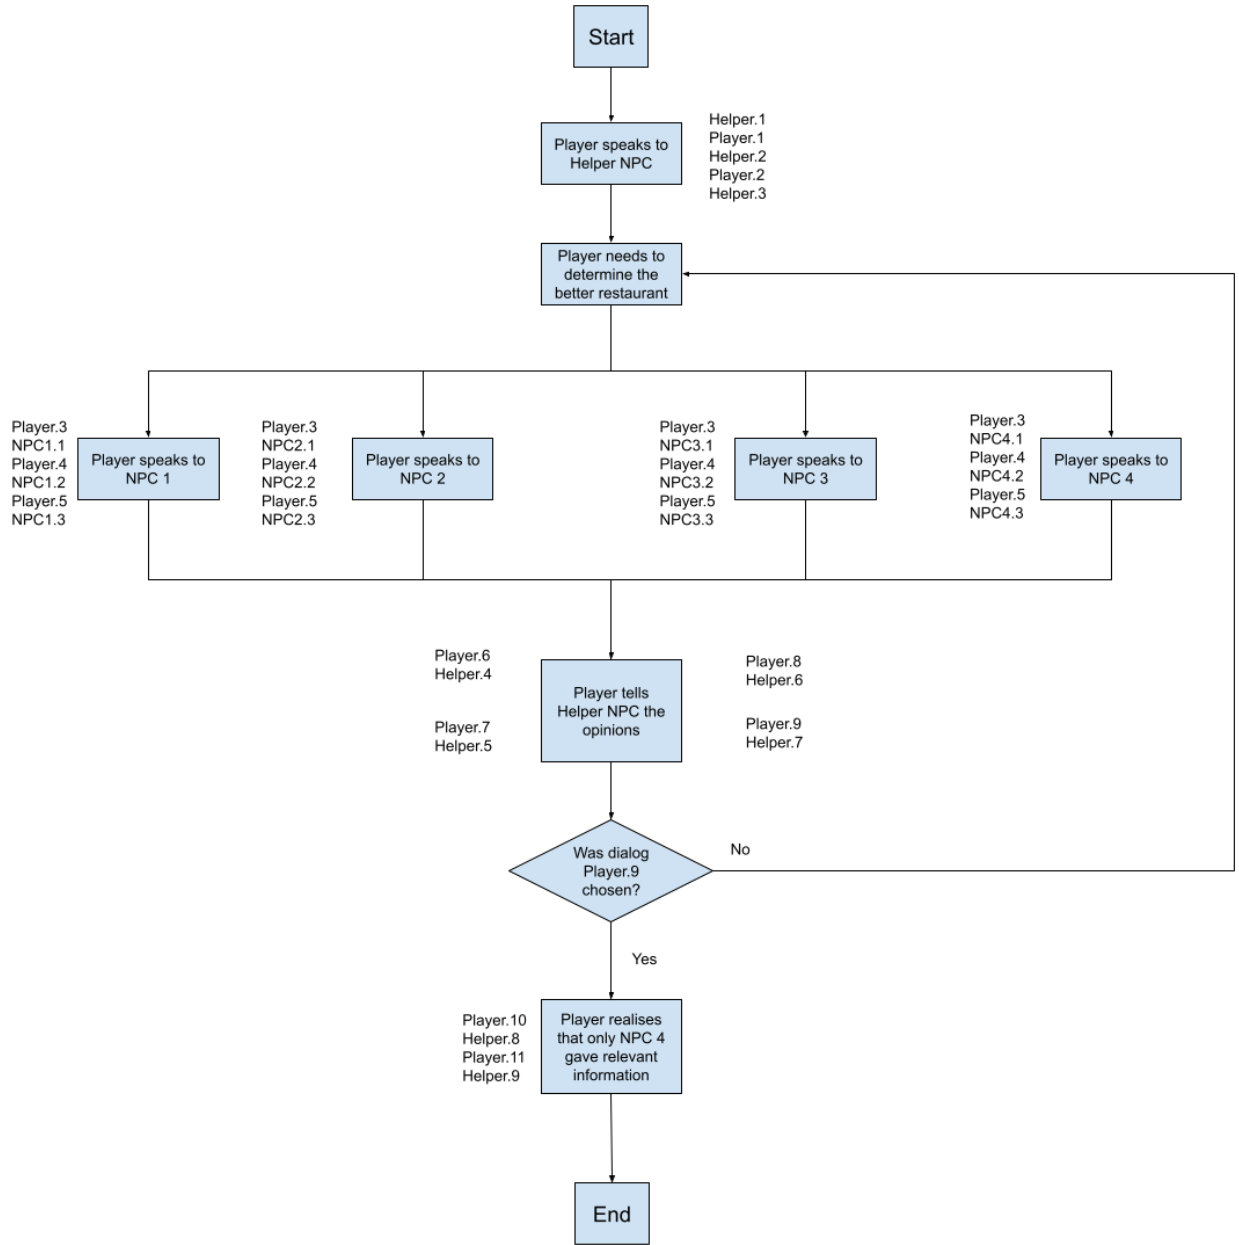 Start
Player speaks to
Helper NPC
Helper.1
Player.1
Helper.2
Player.2
Helper.3
Player needs to
determine the
better restaurant
Player.3
NPC1.1
Player.4
NPC1.2
Player.5
NPC1.3
Player speaks to
NPC 1
Player.3
NPC2.1
Player.4
NPC2.2
Player.5
NPC2.3
Player speaks to
NPC 2
Player.3
NPC3.1
Player.4
NPC3.2
Player.5
NPC3.3
Player speaks to
NPC 3
Player.3
NPC4.1
Player.4
NPC4.2
Player.5
NPC4.3
Player speaks to
NPC 4
Player.6
Helper.4
Player.7
Helper.5
Player tells
Helper NPC the
opinions
Player.8
Helper.6
Player.9
Helper.7
Was dialog
Player.9
chosen?
No
Yes
Player.10
Helper.8
Player.11
Helper.9
Player realises
that only NPC 4
gave relevant
information
End